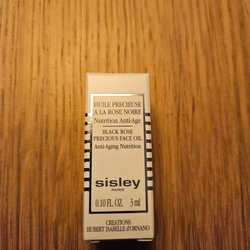 HUILE PRECIEUSE
A LA ROSE NOIRE
Nutrition Anti-Age
BLACK ROSE
PRECIOUS FACE OIL
Anti-Aging Nutrition
sisley
PARIS
0.10 FL. OZ. 3 ml
CREATIONS
HUBERT ISABELLE d'ORNANO